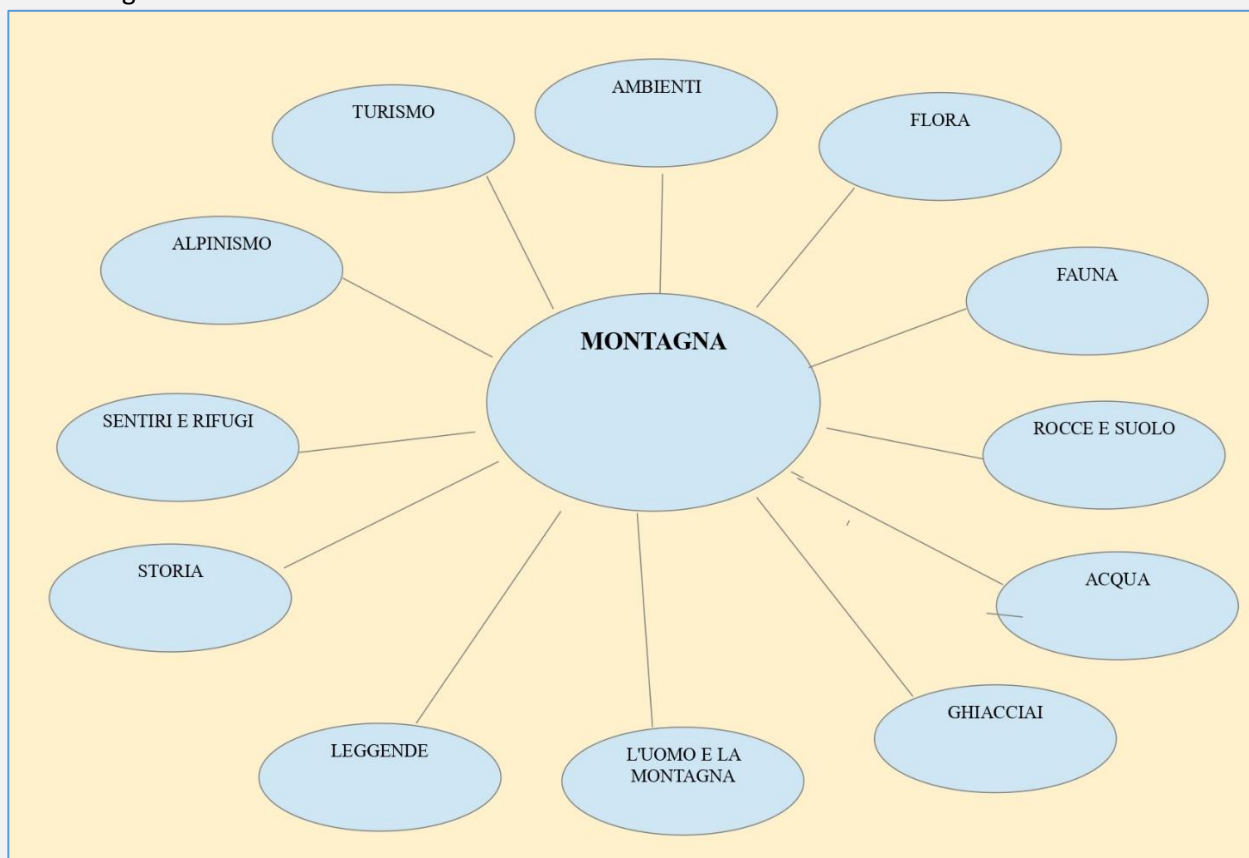 AMBIENTI
TURISMO
FLORA
ALPINISMO
FAUNA
MONTAGNA
SENTIRI E RIFUGI
ROCCE E SUOLO
STORIA
ACQUA
GHIACCIAI
LEGGENDE
L'UOMO E LA
MONTAGNA